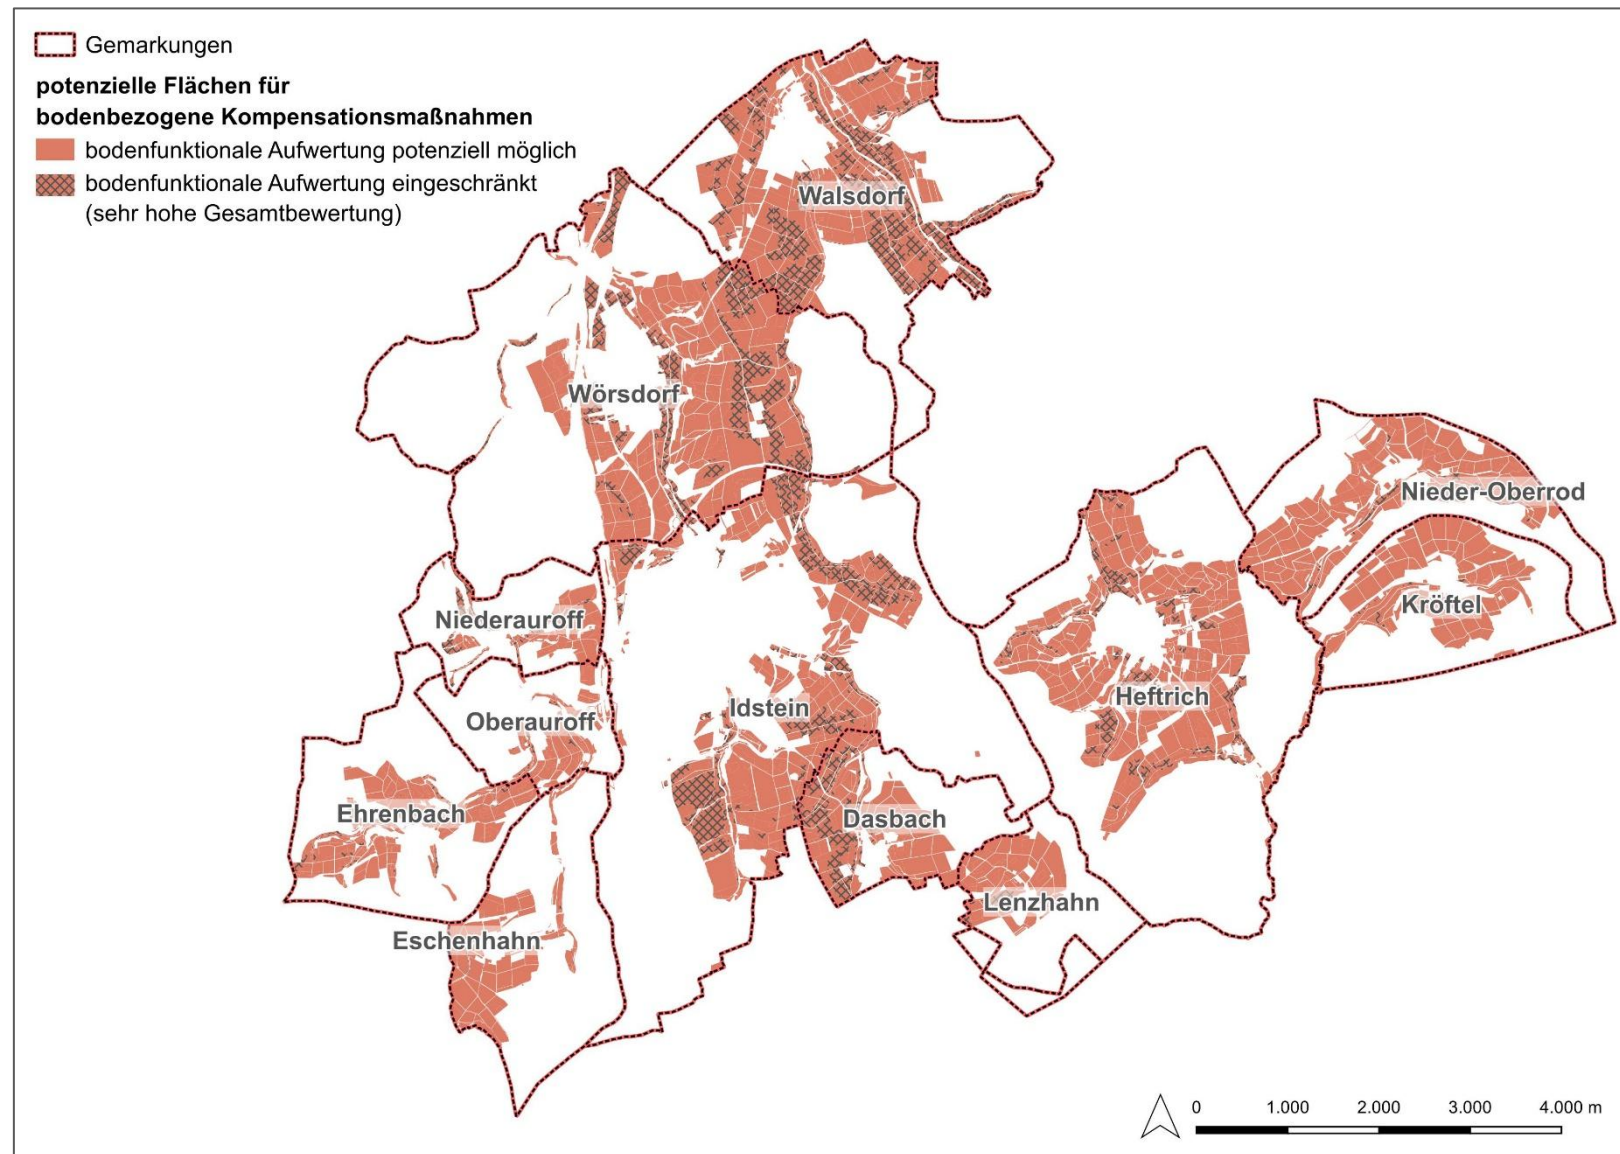 Gemarkungen
potenzielle Flächen für
bodenbezogene Kompensationsmaßnahmen
bodenfunktionale Aufwertung potenziell möglich
bodenfunktionale Aufwertung eingeschränkt
(sehr hohe Gesamtbewertung)
Walsdorf
Wörsdorf
Nieder-Oberrod
Kröftel
Niederauroff
Heftrich
Idstein
Oberauroff
Ehrenbach
Dasbach
Lenzhahn
Eschenhahn
0 1.000 2.000 3.000 4.000 m